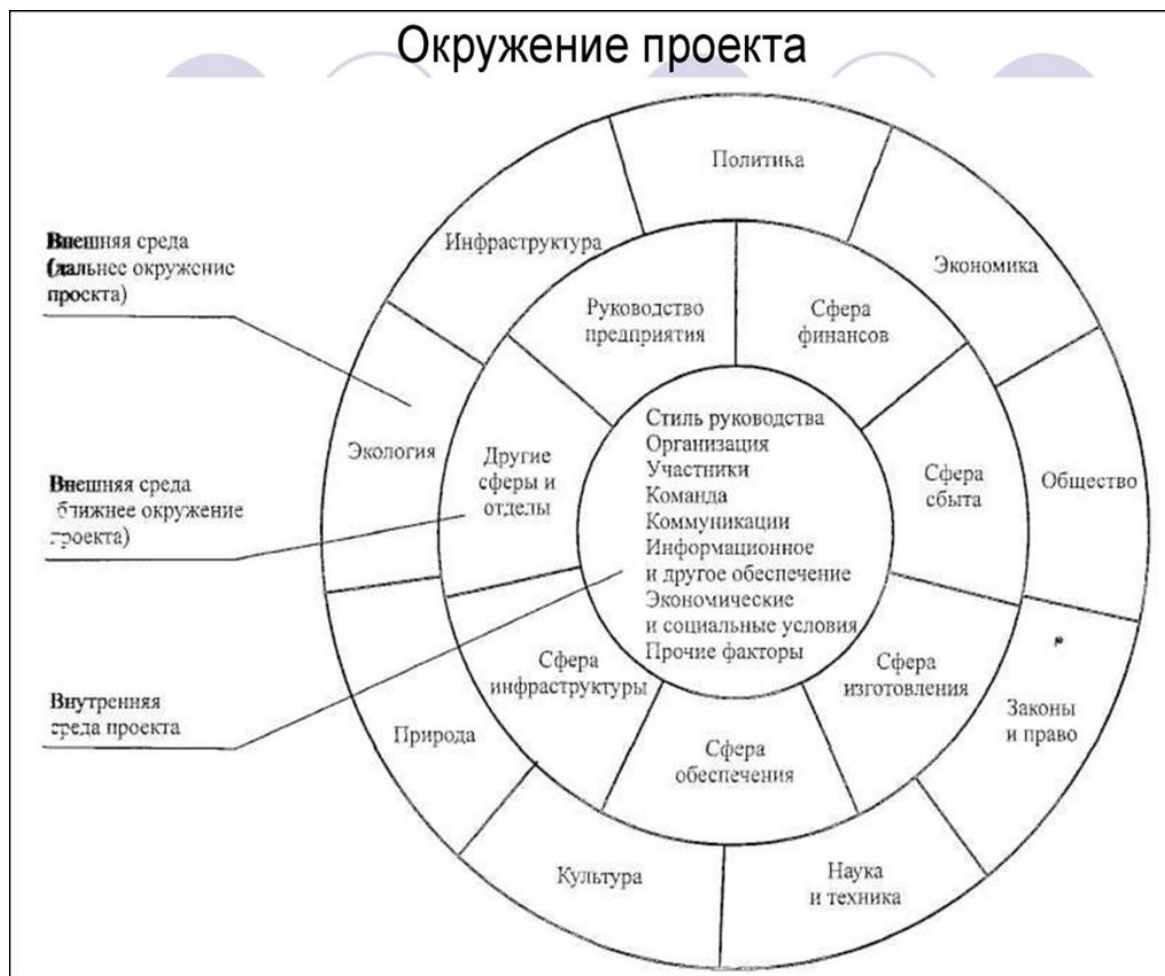 Окружение проекта
Политика
Инфраструктура
Экономика
Внешняя среда
(дальнее окружение
проекта)
Руководство
предприятия
Сфера
финансов
Стиль руководства
Организация
Участники
Команда
Коммуникации
Информационное
и другое обеспечение
Экономические
и социальные условия
Прочие факторы
Экология
Другие
сферы и
отделы
Сфера
сбыта
Общество
Внешняя среда
ближнее окружение
проекта)
Сфера
инфраструктуры
Сфера
изготовления
Внутренняя
среда проекта
Природа
Сфера
обеспечения
Законы
и право
Культура
Наука
и техника